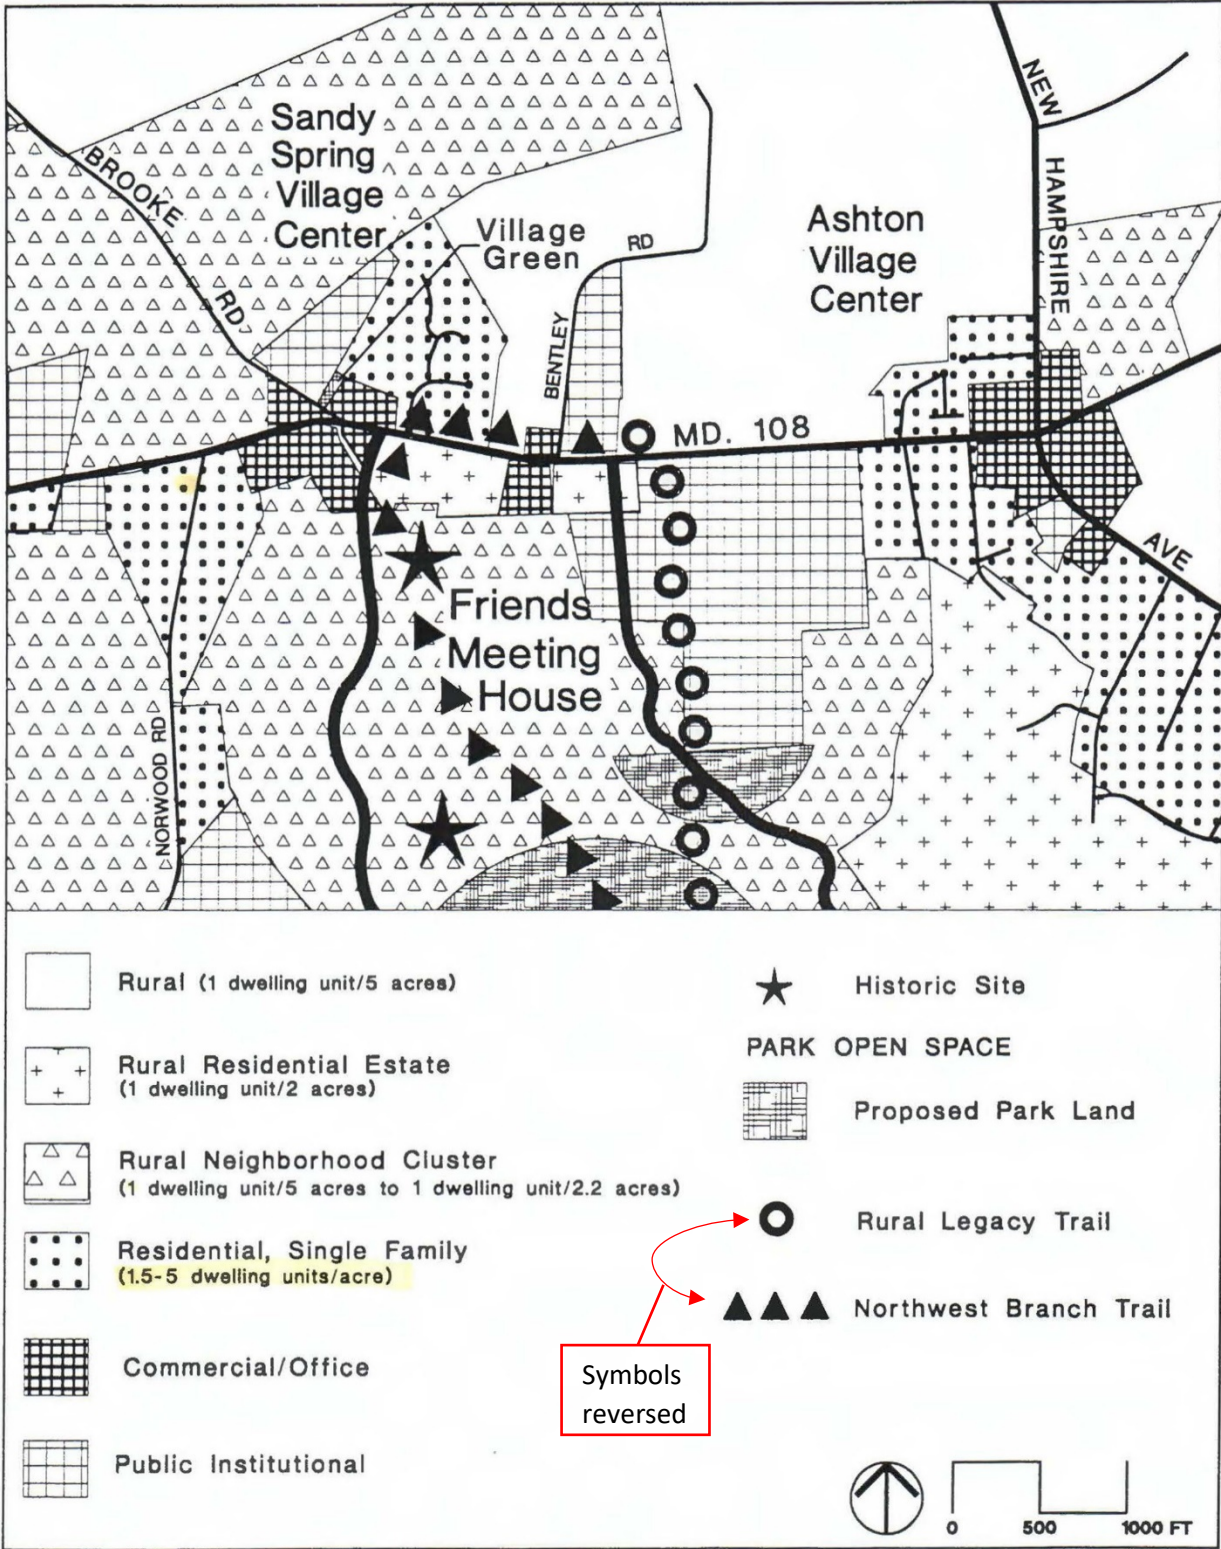 Sandy
Spring
Village
Center
BROOKE
RD
Village
Green
RD
BENTLEY
Ashton
Village
Center
NEW
HAMPSHIRE
AVE
MD. 108
Friends
Meeting
House
NORWOOD RD
Rural (1 dwelling unit/5 acres)
Rural Residential Estate
(1 dwelling unit/2 acres)
Rural Neighborhood Cluster
(1 dwelling unit/5 acres to 1 dwelling unit/2.2 acres)
Residential, Single Family
(1.5-5 dwelling units/acre)
Commercial/Office
Public Institutional
Historic Site
PARK OPEN SPACE
Proposed Park Land
Rural Legacy Trail
Northwest Branch Trail
Symbols
reversed
0 500 1000 FT